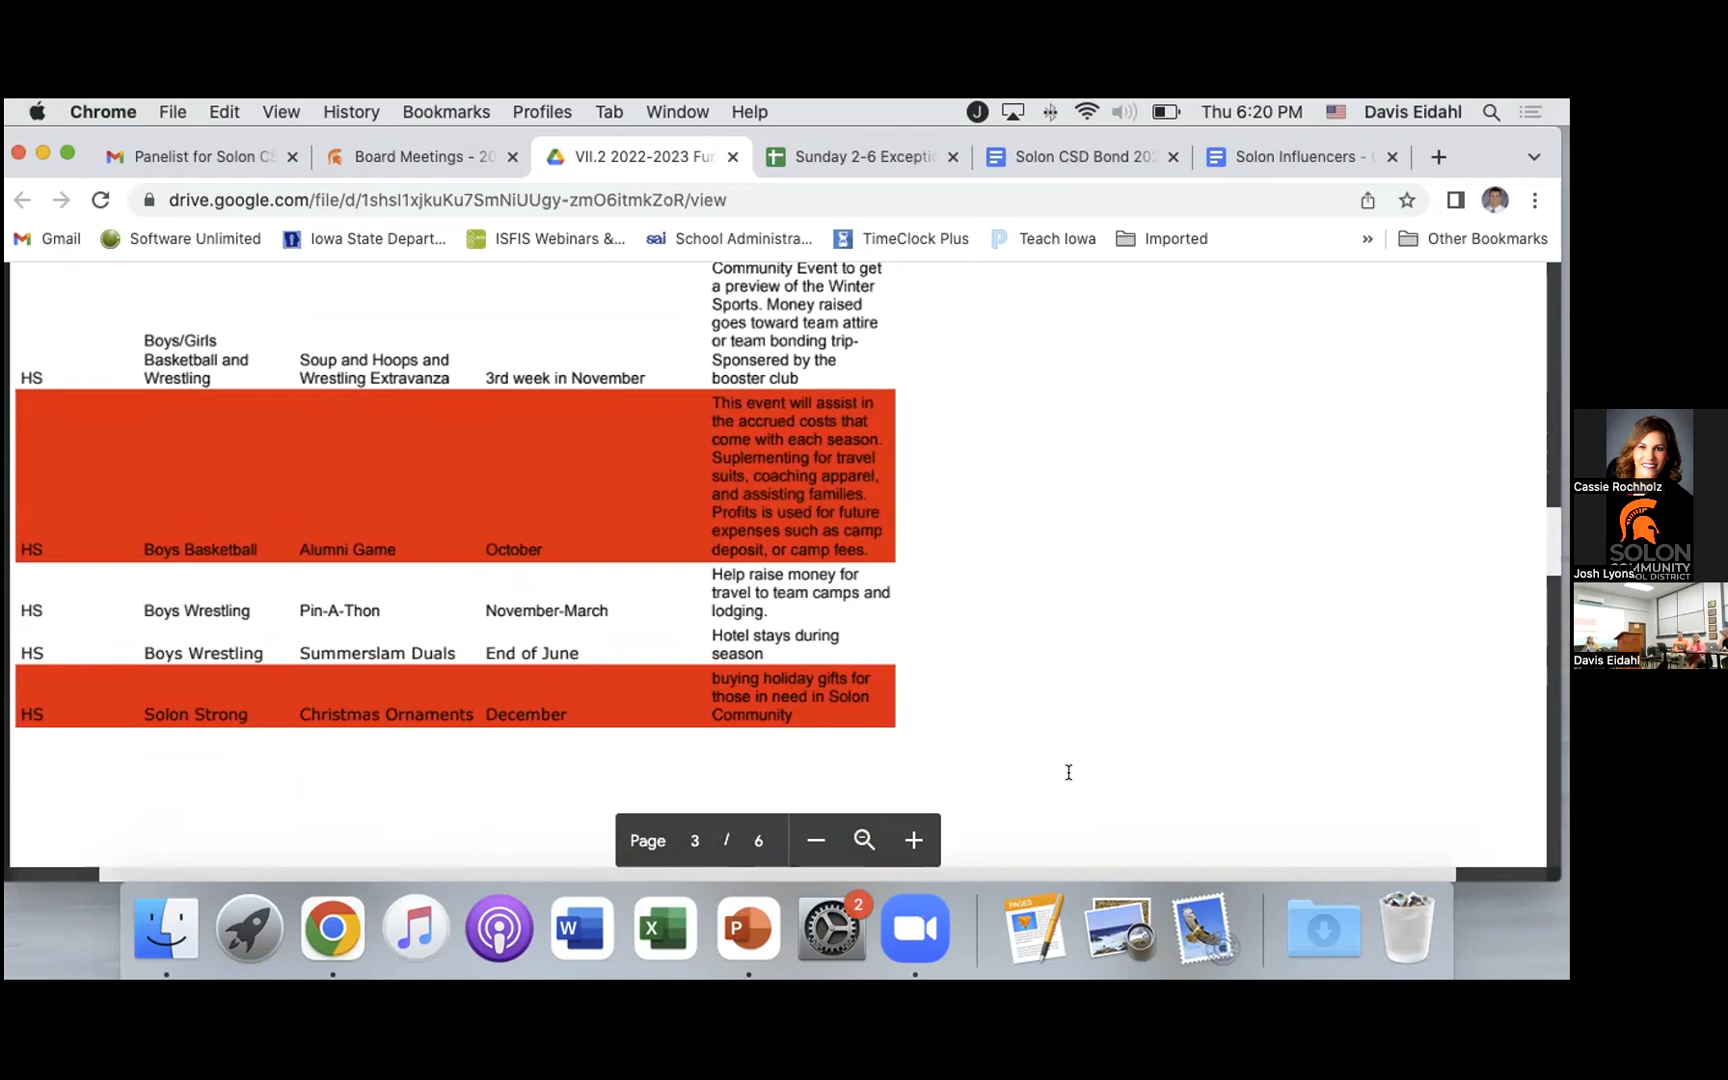 Chrome File Edit View History Bookmarks Profiles Tab Window Help J Thu 6:20 PM Davis Eidahl
Panelist for Solon CS Board Meetings - 20 VII.2 2022-2023 Fu Sunday 2-6 Excepti Solon CSD Bond 202 Solon Influencers -
drive.google.com/file/d/1shsI1xjkuKu7SmNiUUgy-zmO6itmkZoR/view
Gmail Software Unlimited Iowa State Depart... ISFIS Webinars &... sai School Administra... TimeClock Plus Teach Iowa Imported » Other Bookmarks
HS
Boys/Girls
Basketball and
Wrestling
Soup and Hoops and
Wrestling Extravanza
3rd week in November
Community Event to get
a preview of the Winter
Sports. Money raised
goes toward team attire
or team bonding trip-
Sponsered by the
booster club
HS
Boys Basketball
Alumni Game
October
This event will assist in
the accrued costs that
come with each season.
Suplementing for travel
suits, coaching apparel,
and assisting families.
Profits is used for future
expenses such as camp
deposit, or camp fees.
HS
Boys Wrestling
Pin-A-Thon
November-March
Help raise money for
travel to team camps and
lodging.
HS
Boys Wrestling
Summerslam Duals
End of June
Hotel stays during
season
HS
Solon Strong
Christmas Ornaments
December
buying holiday gifts for
those in need in Solon
Community
Page 3 / 6
2
W
X
P
PAGES
Cassie Rochholz
SOLON
COMMUNITY
OL DISTRICT
Josh Lyons
Davis Eidahl